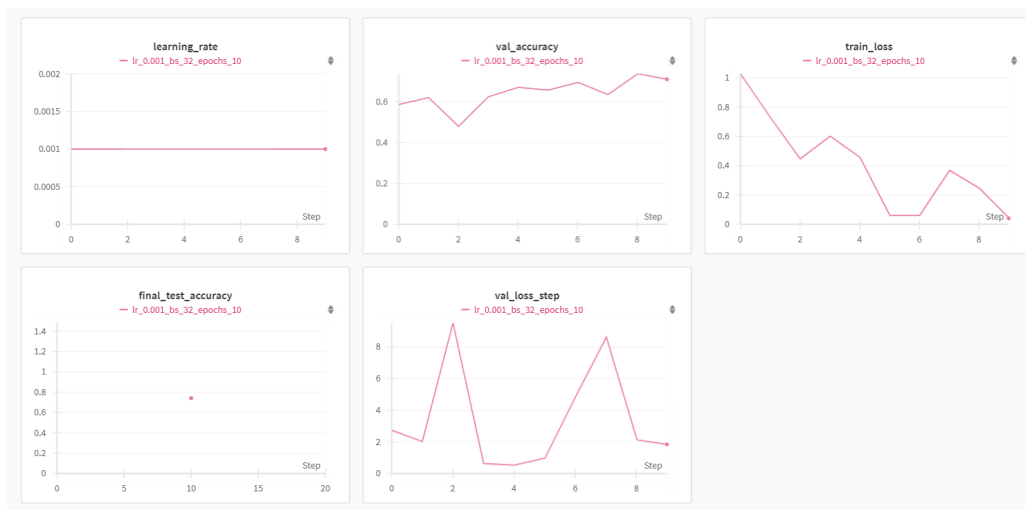 learning_rate
lr_0.001_bs_32_epochs_10
0.002
0.0015
0.001
0.0005
0
Step
0 2 4 6 8
val_accuracy
lr_0.001_bs_32_epochs_10
0.6
0.4
0.2
0
Step
0 2 4 6 8
train_loss
lr_0.001_bs_32_epochs_10
1
0.8
0.6
0.4
0.2
0
Step
0 2 4 6 8
final_test_accuracy
lr_0.001_bs_32_epochs_10
1.4
1.2
1
0.8
0.6
0.4
0.2
0
Step
0 5 10 15 20
val_loss_step
lr_0.001_bs_32_epochs_10
8
6
4
2
0
Step
0 2 4 6 8